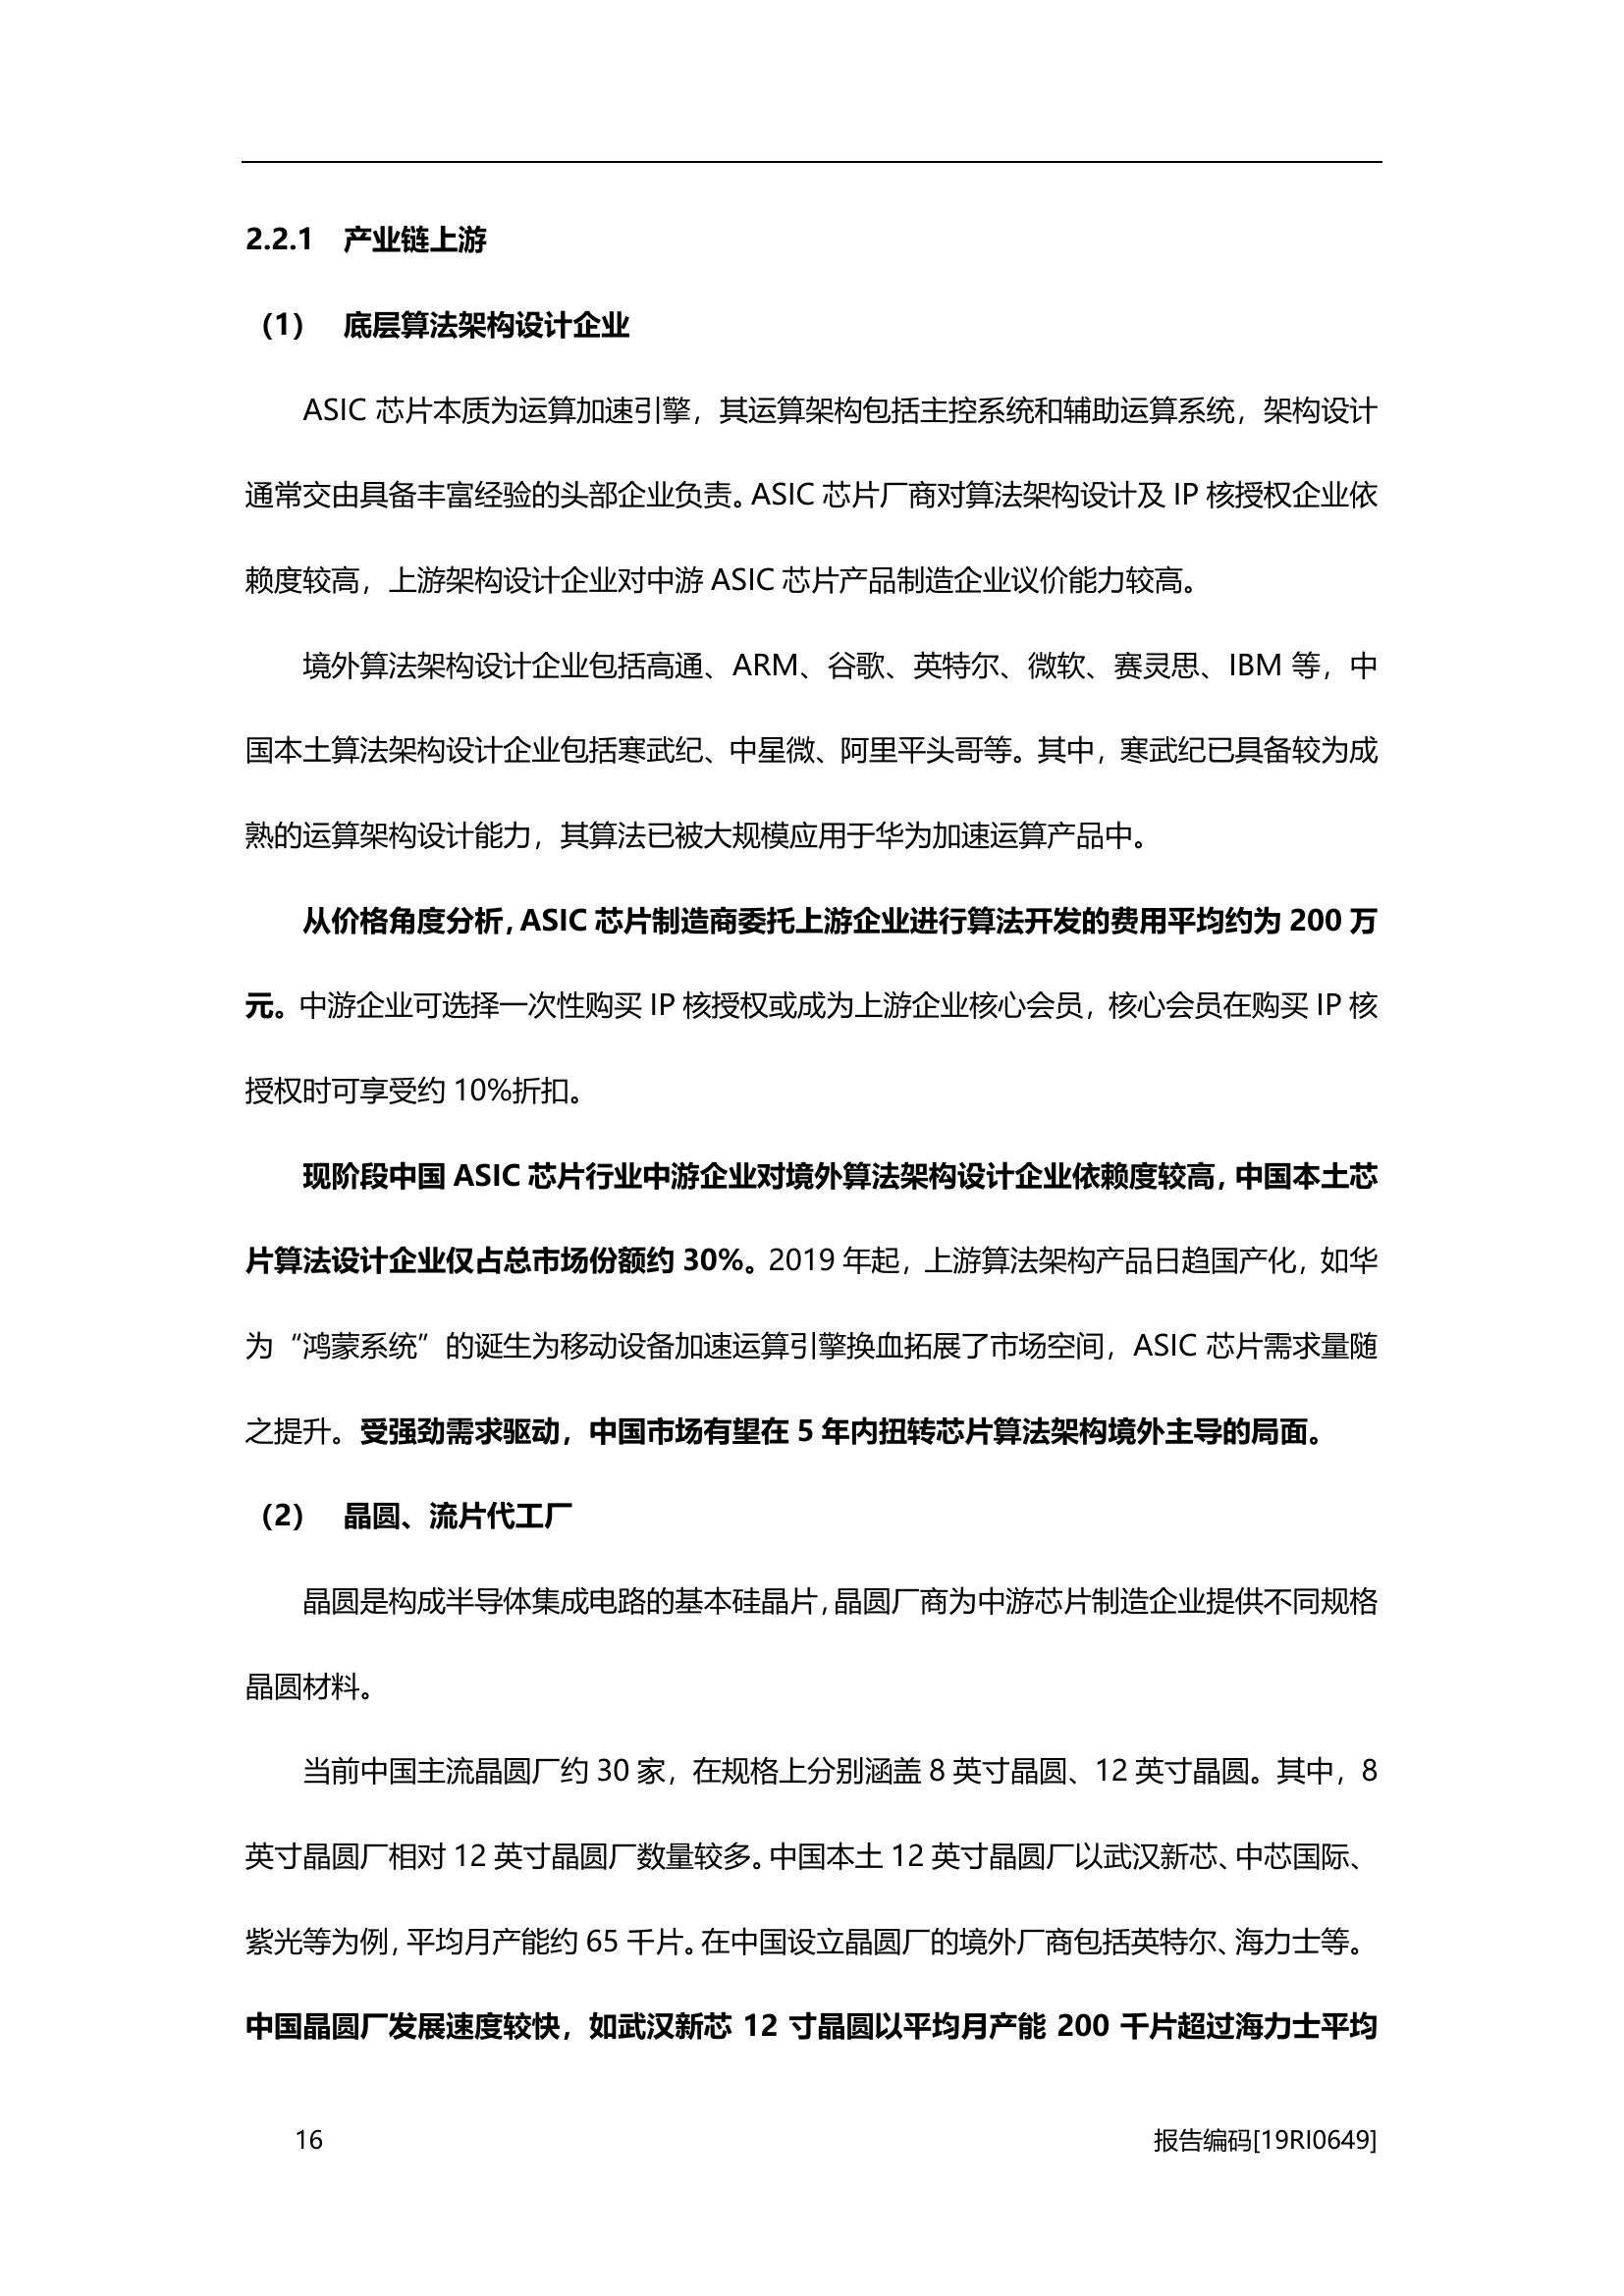 2.2.1 产业链上游
（1） 底层算法架构设计企业
ASIC 芯片本质为运算加速引擎，其运算架构包括主控系统和辅助运算系统，架构设计
通常交由具备丰富经验的头部企业负责。ASIC 芯片厂商对算法架构设计及 IP 核授权企业依
赖度较高，上游架构设计企业对中游 ASIC 芯片产品制造企业议价能力较高。
境外算法架构设计企业包括高通、ARM、谷歌、英特尔、微软、赛灵思、IBM 等，中
国本土算法架构设计企业包括寒武纪、中星微、阿里平头哥等。其中，寒武纪已具备较为成
熟的运算架构设计能力，其算法已被大规模应用于华为加速运算产品中。
从价格角度分析，ASIC 芯片制造商委托上游企业进行算法开发的费用平均约为 200 万
元。中游企业可选择一次性购买 IP 核授权或成为上游企业核心会员，核心会员在购买 IP 核
授权时可享受约 10%折扣。
现阶段中国 ASIC 芯片行业中游企业对境外算法架构设计企业依赖度较高，中国本土芯
片算法设计企业仅占总市场份额约 30%。2019 年起，上游算法架构产品日趋国产化，如华
为“鸿蒙系统”的诞生为移动设备加速运算引擎换血拓展了市场空间，ASIC 芯片需求量随
之提升。受强劲需求驱动，中国市场有望在 5 年内扭转芯片算法架构境外主导的局面。
（2） 晶圆、流片代工厂
晶圆是构成半导体集成电路的基本硅晶片，晶圆厂商为中游芯片制造企业提供不同规格
晶圆材料。
当前中国主流晶圆厂约 30 家，在规格上分别涵盖 8 英寸晶圆、12 英寸晶圆。其中，8
英寸晶圆厂相对 12 英寸晶圆厂数量较多。中国本土 12 英寸晶圆厂以武汉新芯、中芯国际、
紫光等为例，平均月产能约 65 千片。在中国设立晶圆厂的境外厂商包括英特尔、海力士等。
中国晶圆厂发展速度较快，如武汉新芯 12 寸晶圆以平均月产能 200 千片超过海力士平均
16 报告编码[19RI0649]